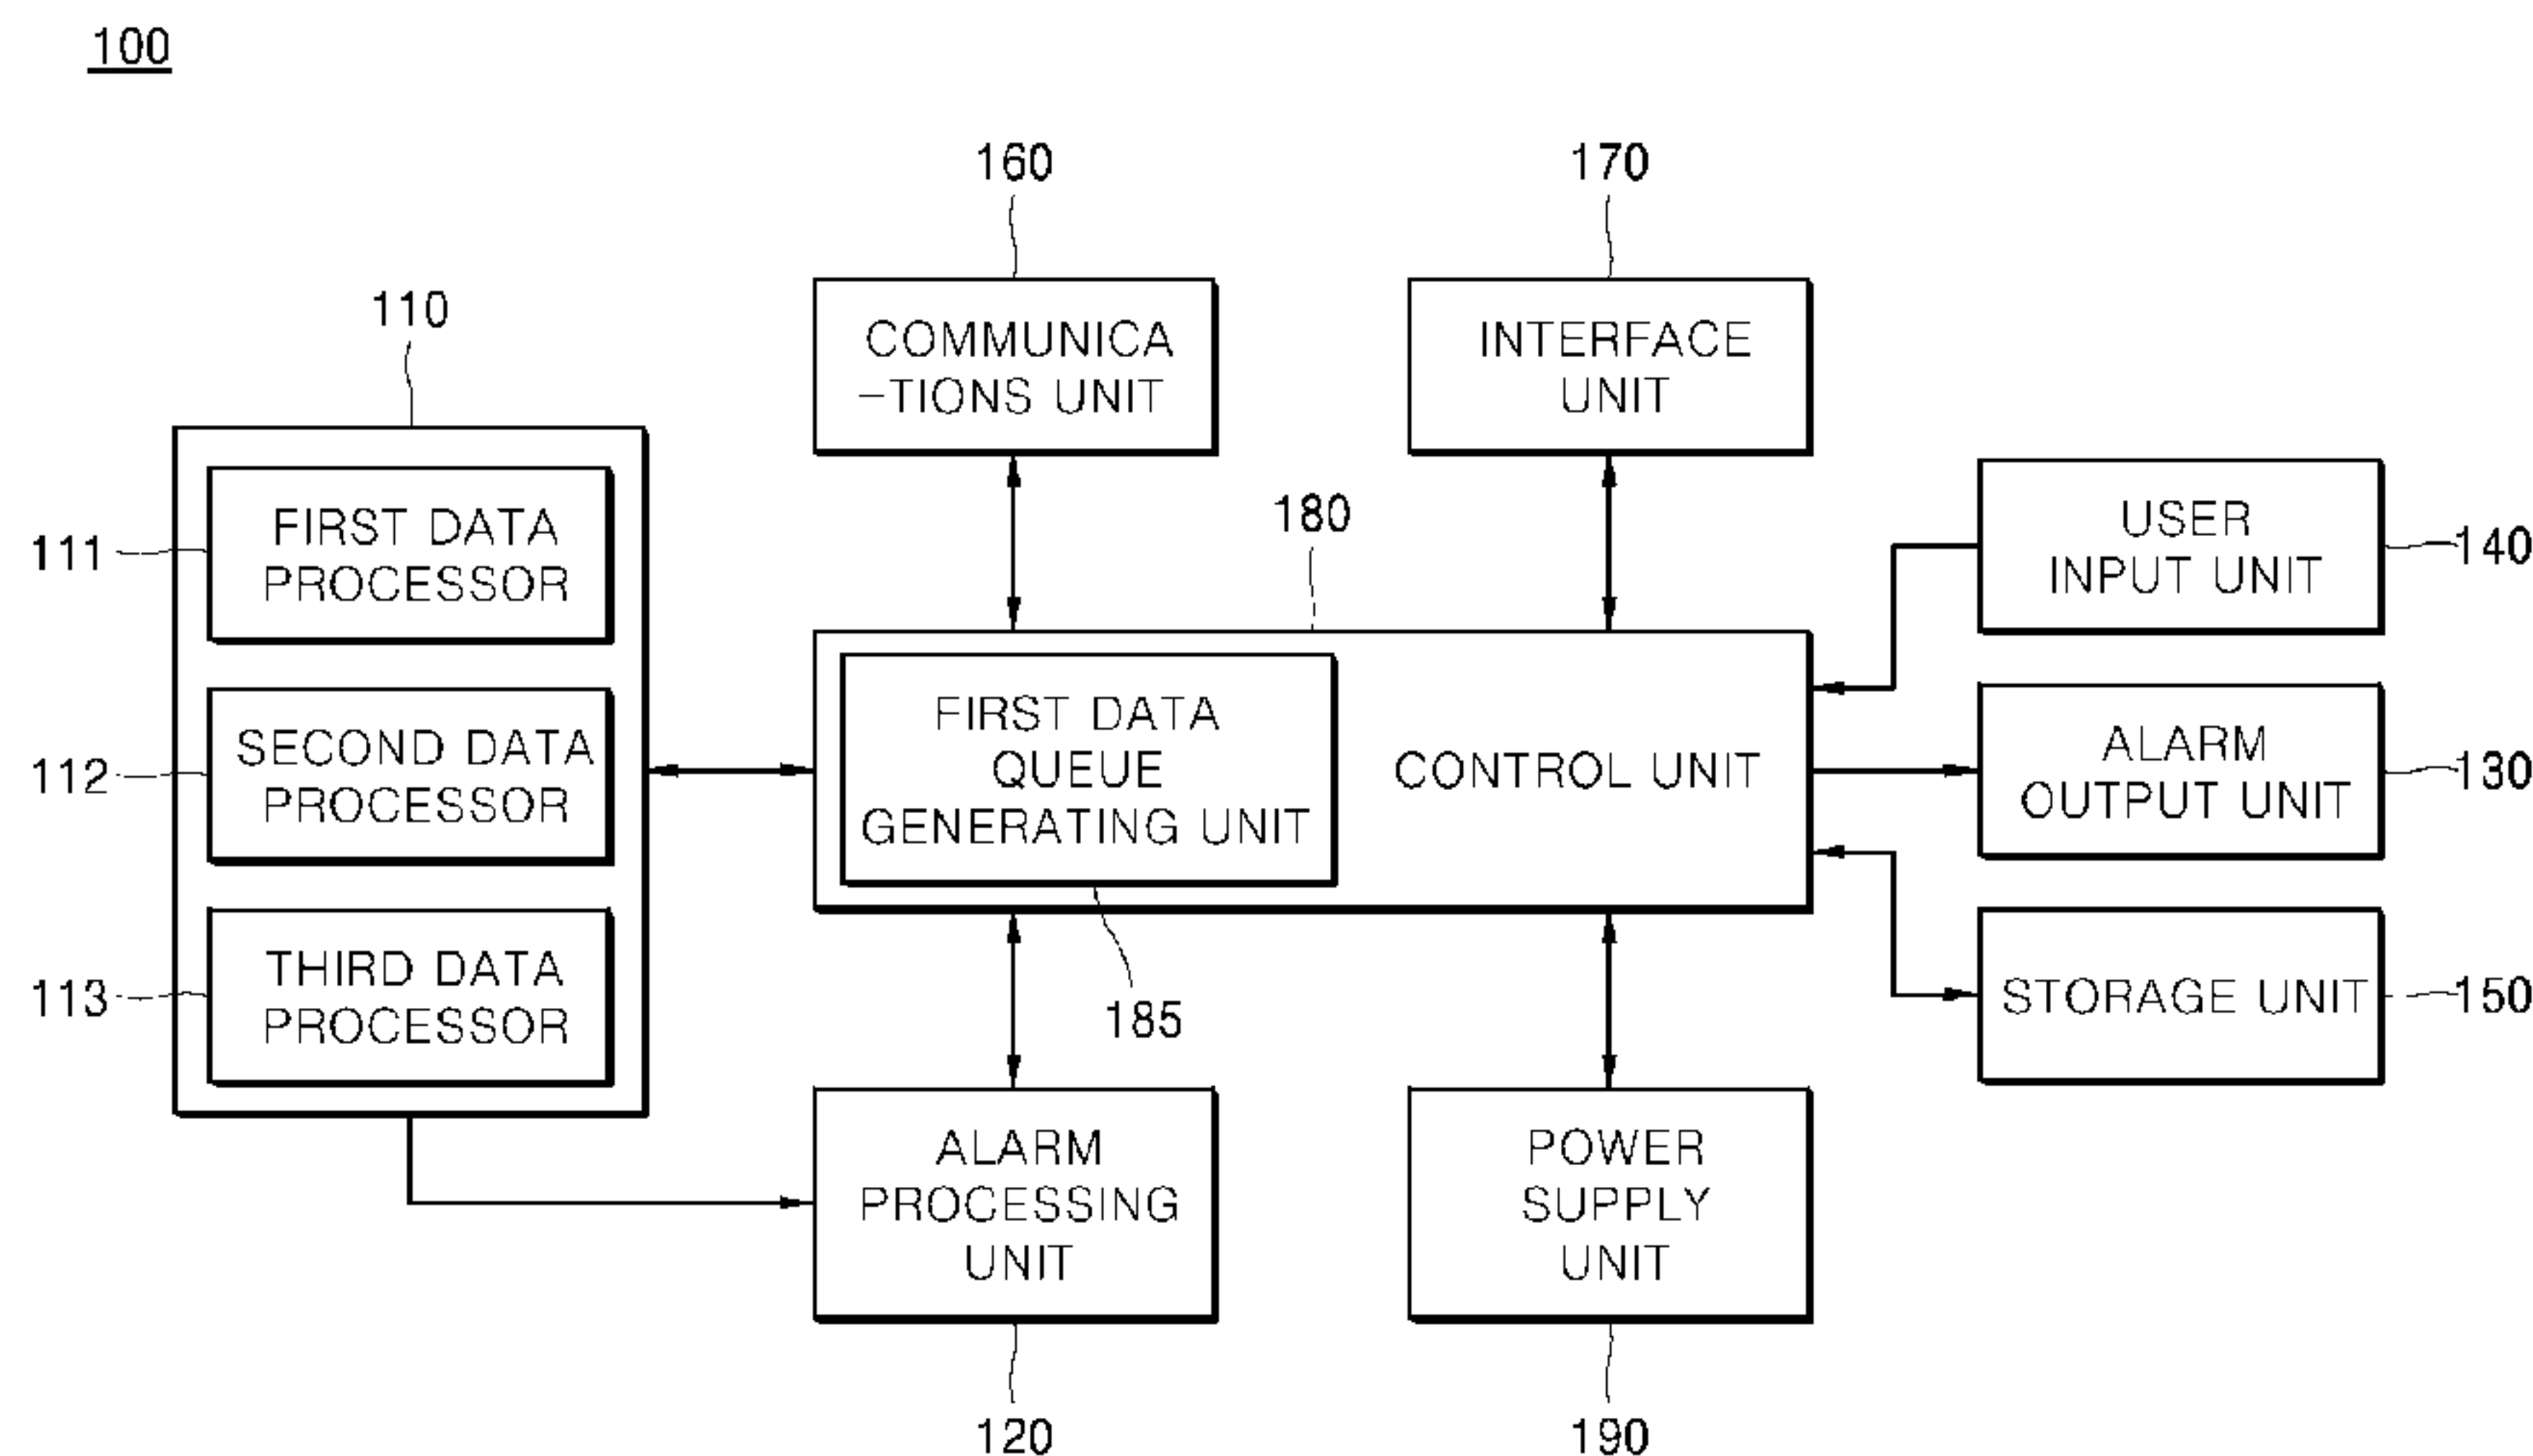 100
160
170
110
COMMUNICA
-TIONS UNIT
INTERFACE
UNIT
180
111
FIRST DATA
PROCESSOR
USER
INPUT UNIT
140
112
SECOND DATA
PROCESSOR
FIRST DATA
QUEUE
GENERATING UNIT
CONTROL UNIT
ALARM
OUTPUT UNIT
130
113
THIRD DATA
PROCESSOR
185
STORAGE UNIT
150
ALARM
PROCESSING
UNIT
POWER
SUPPLY
UNIT
120
190